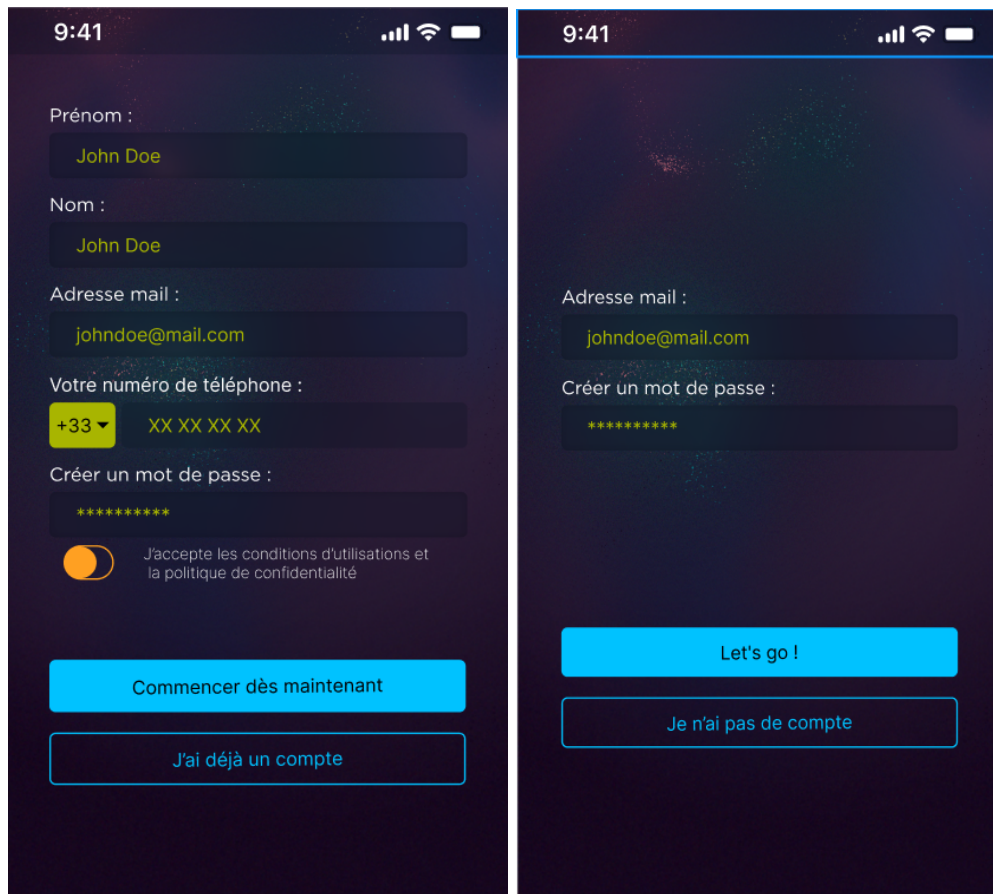 9:41
Prénom :
John Doe
Nom :
John Doe
Adresse mail :
johndoe@mail.com
Votre numéro de téléphone :
+33 XX XX XX XX
Créer un mot de passe :
**********
J'accepte les conditions d'utilisations et
la politique de confidentialité
Commencer dès maintenant
J'ai déjà un compte
9:41
Adresse mail :
johndoe@mail.com
Créer un mot de passe :
**********
Let's go !
Je n'ai pas de compte